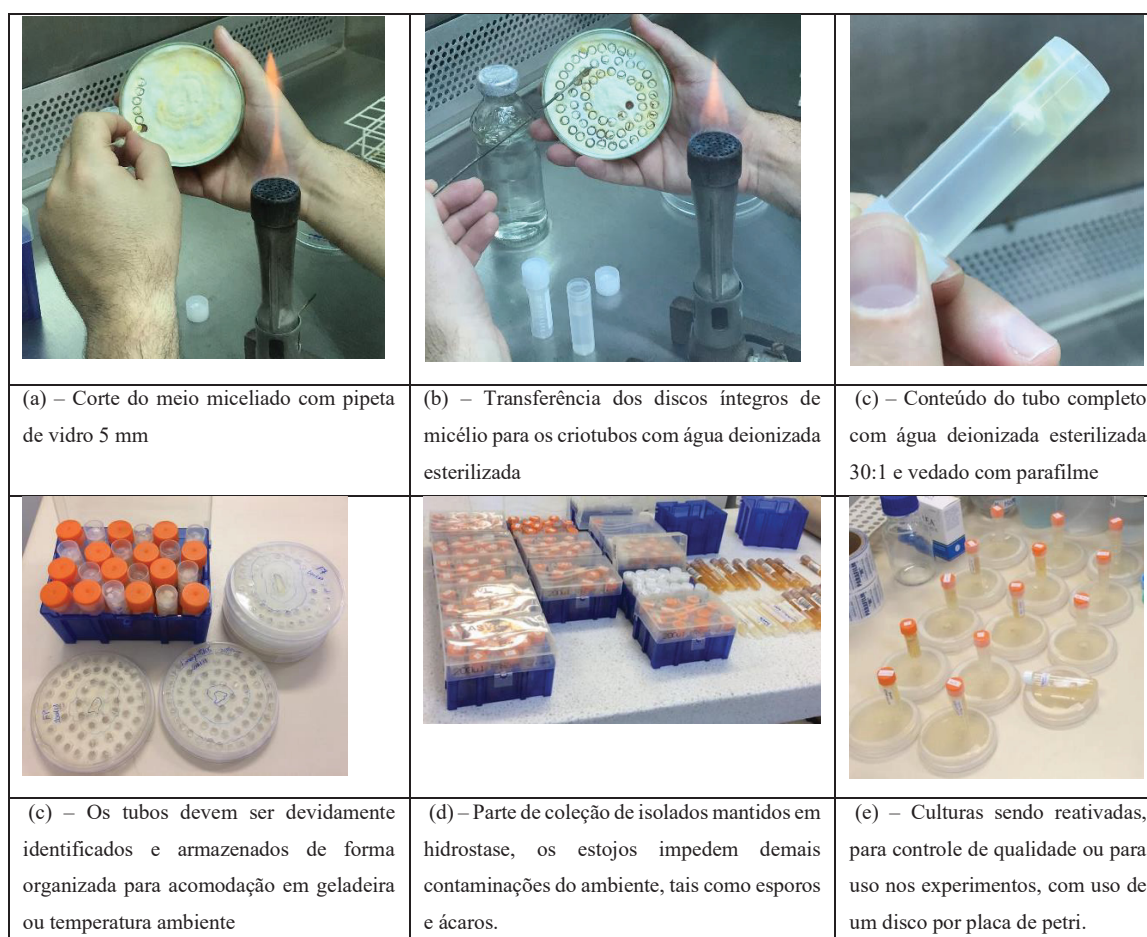 (a) – Corte do meio miceliado com pipeta
de vidro 5 mm
(b) – Transferência dos discos íntegros de
micélio para os criotubos com água deionizada
esterilizada
(c) – Conteúdo do tubo completo
com água deionizada esterilizada
30:1 e vedado com parafilme
(c) – Os tubos devem ser devidamente
identificados e armazenados de forma
organizada para acomodação em geladeira
ou temperatura ambiente
(d) – Parte de coleção de isolados mantidos em
hidrostase, os estojos impedem demais
contaminações do ambiente, tais como esporos
e ácaros.
(e) – Culturas sendo reativadas,
para controle de qualidade ou para
uso nos experimentos, com uso de
um disco por placa de petri.